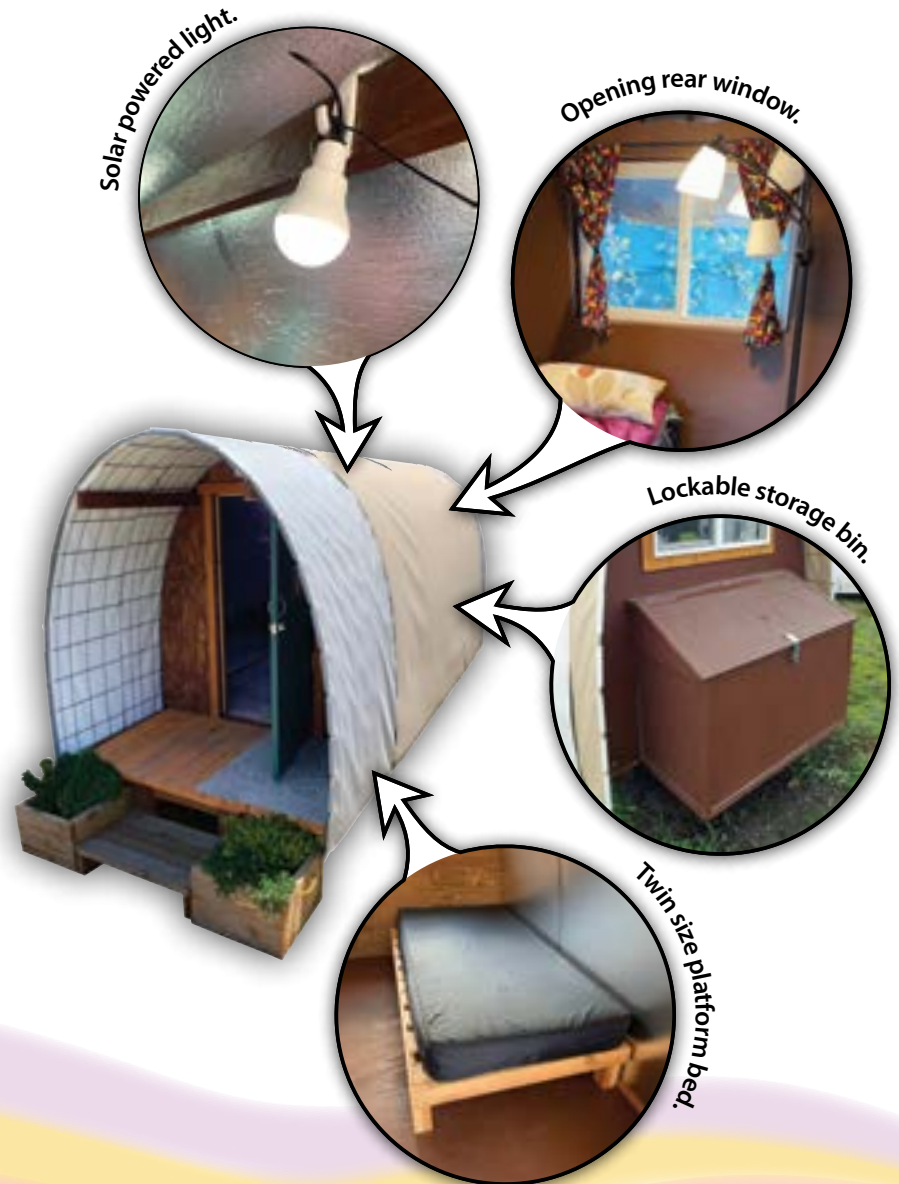 Solar powered light.
Opening rear window.
Lockable storage bin.
Twin size platform bed.